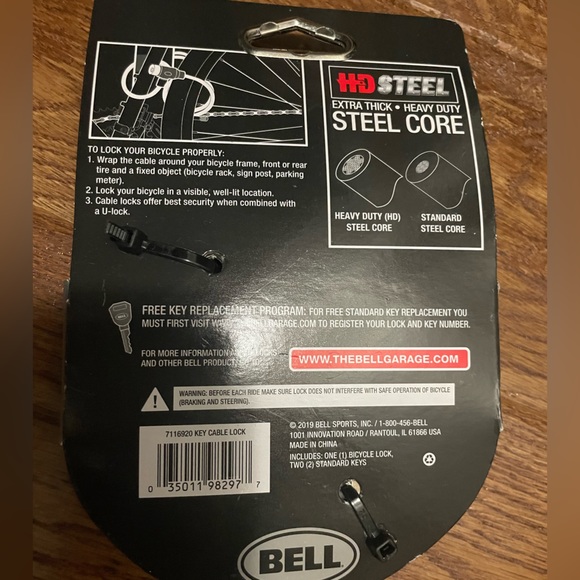 HD STEEL
EXTRA THICK • HEAVY DUTY
STEEL CORE
HEAVY DUTY (HD)
STEEL CORE
STANDARD
STEEL CORE
TO LOCK YOUR BICYCLE PROPERLY:
1. Wrap the cable around your bicycle frame, front or rear
tire and a fixed object (bicycle rack, sign post, parking
meter).
2. Lock your bicycle in a visible, well-lit location.
3. Cable locks offer best security when combined with
a U-lock.
FREE KEY REPLACEMENT PROGRAM: FOR FREE STANDARD KEY REPLACEMENT YOU
MUST FIRST VISIT BELLGARAGE.COM TO REGISTER YOUR LOCK AND KEY NUMBER.
FOR MORE INFORMATION LOCKS
AND OTHER BELL
WWW.THEBELLGARAGE.COM
WARNING: BEFORE EACH RIDE MAKE SURE LOCK DOES NOT INTERFERE WITH SAFE OPERATION OF BICYCLE
(BRAKING AND STEERING).
7116920 KEY CABLE LOCK
0 35011 98297 7
© 2019 BELL SPORTS, INC. / 1-800-456-BELL
1001 INNOVATION ROAD / RANTOUL, IL 61866 USA
MADE IN CHINA
INCLUDES: ONE (1) BICYCLE LOCK,
TWO (2) STANDARD KEYS
BELL